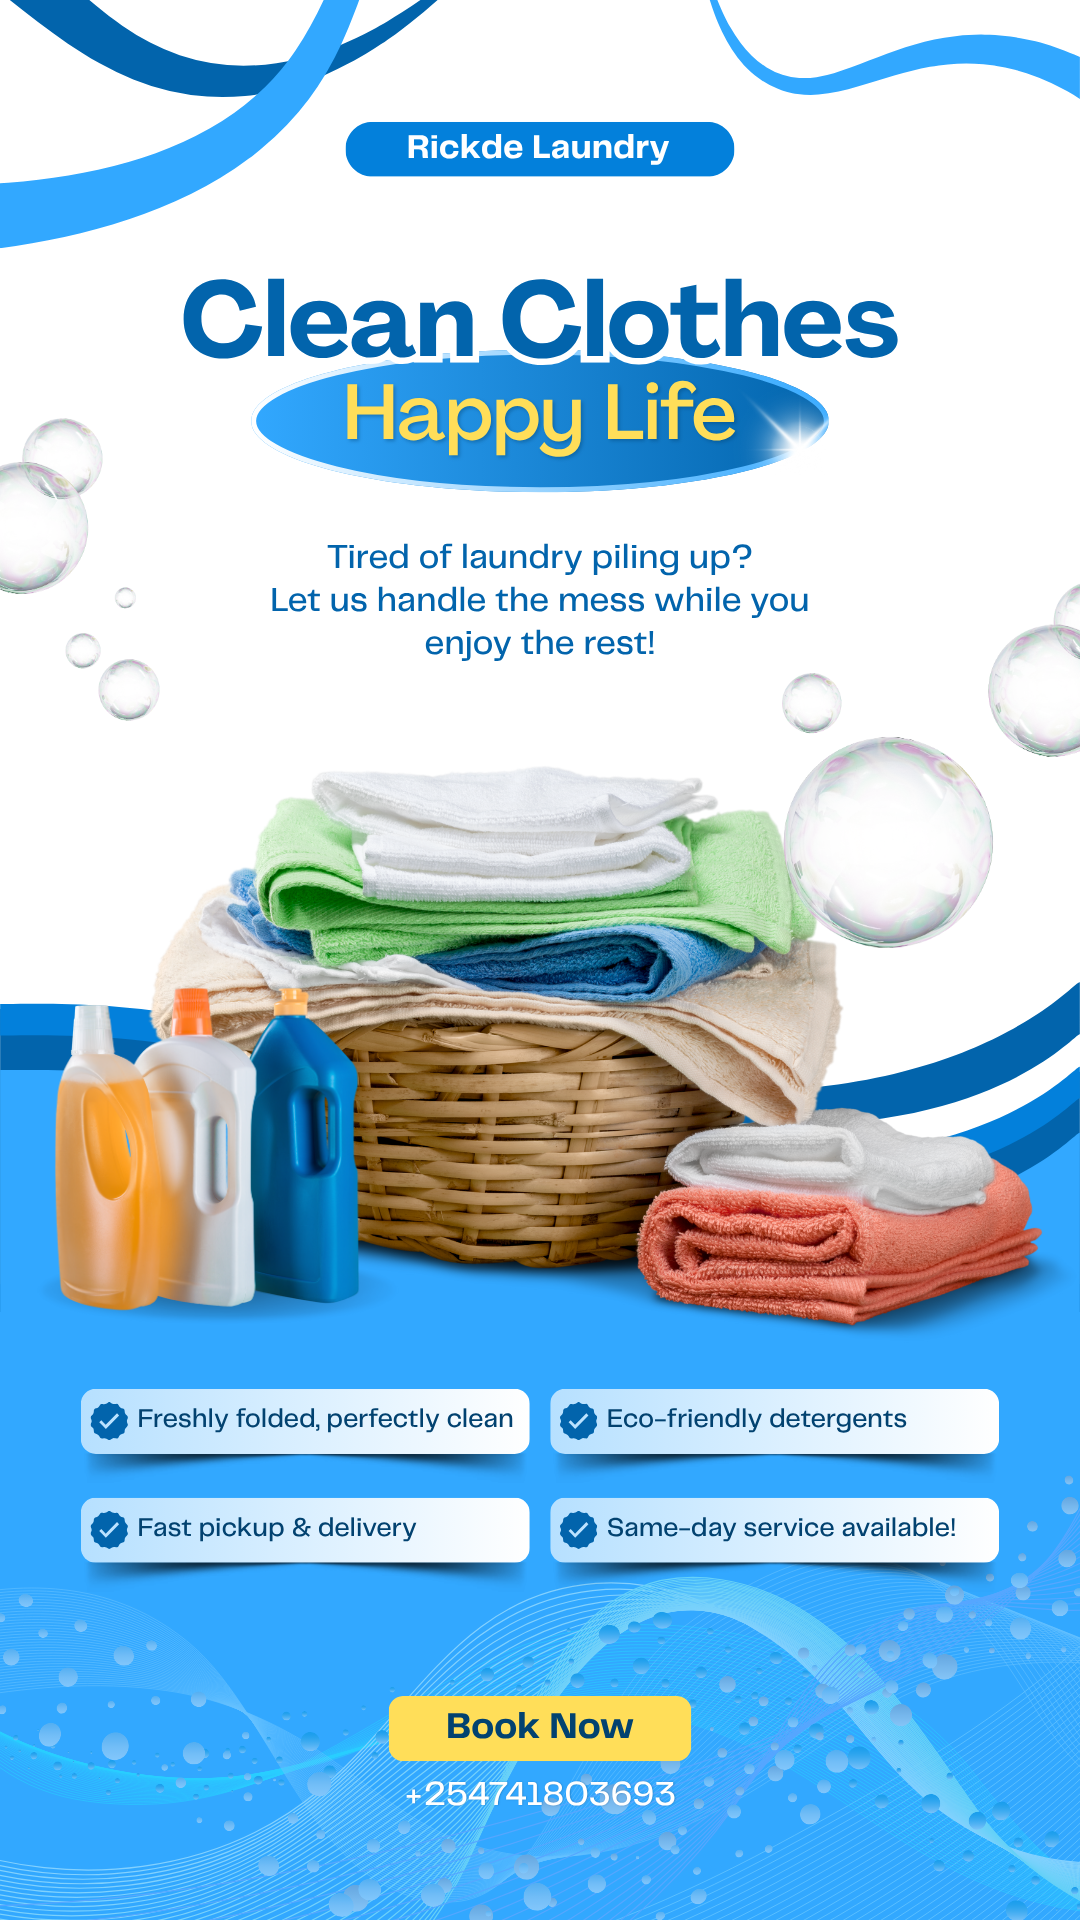 Rickde Laundry
Clean Clothes
Happy Life
Tired of laundry piling up?
Let us handle the mess while you
enjoy the rest!
Freshly folded, perfectly clean
Eco-friendly detergents
Fast pickup & delivery
Same-day service available!
Book Now
+254741803693